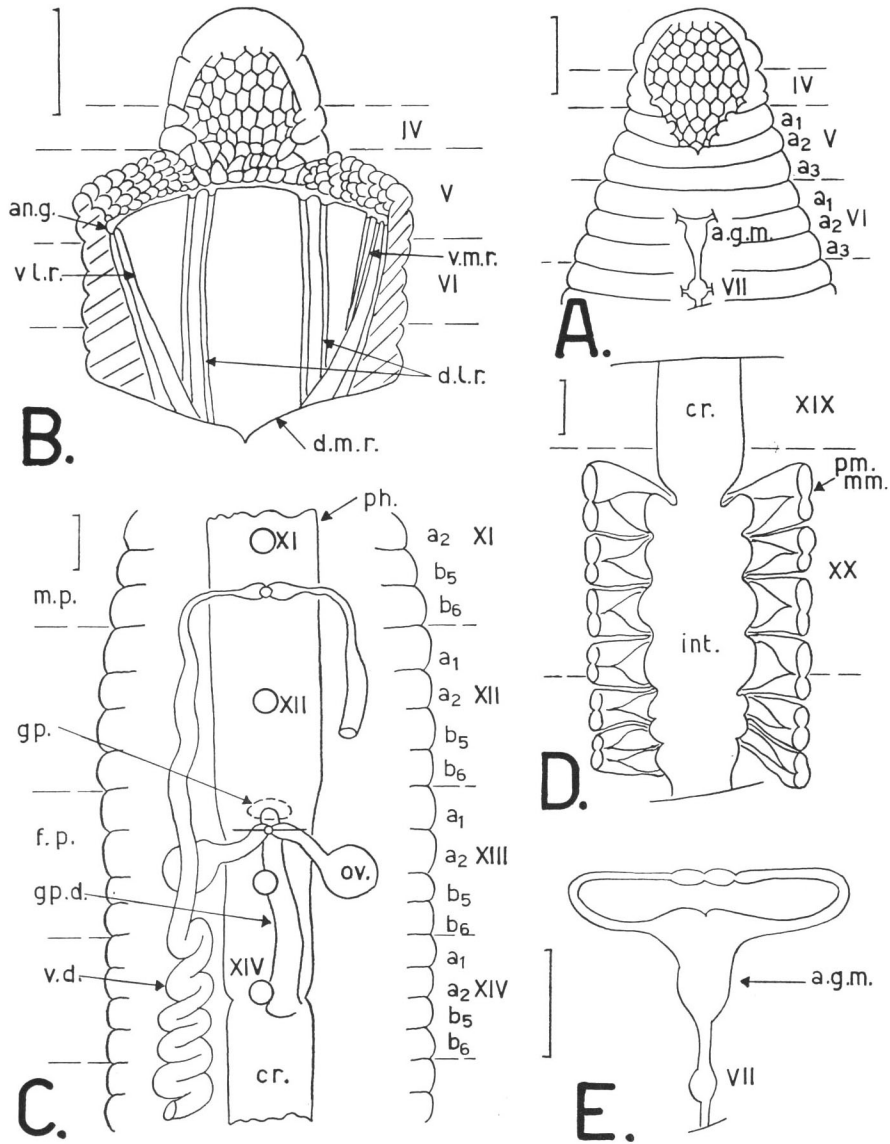 IV
V
an.g.
v l.r.
v.m.r.
VI
d.l.r.
d.m.r.
B.
IV
a1
a2 V
a3
a1
a2 VI
a3
a.g.m.
VII
A.
ph.
XI
a2 XI
b5
b6
m.p.
a1
XII
a2 XII
b5
b6
gp.
a1
f.p.
a2 XIII
ov.
b5
gp.d.
b6
XIV
a1
v.d.
a2 XIV
b5
b6
cr.
C.
cr.
XIX
pm.
mm.
XX
int.
D.
a.g.m.
VII
E.